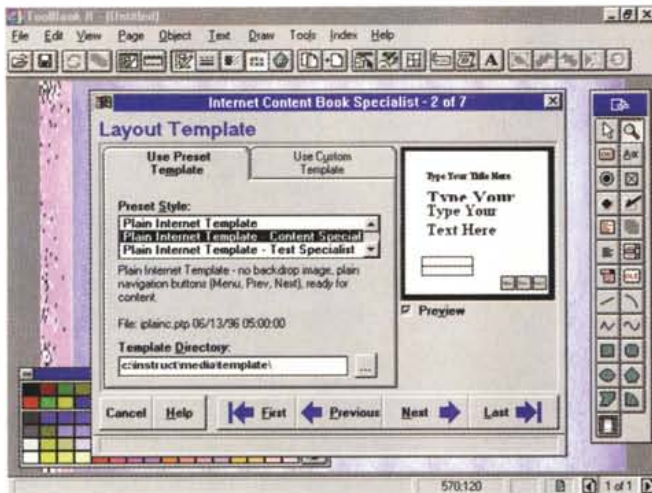 ToolBook II - [Untitled]
File Edit View Page Object Text Draw Tools Index Help
A
Internet Content Book Specialist - 2 of 7
Layout Template
Use Preset Template
Use Custom Template
Preset Style:
Plain Internet Template
Plain Internet Template - Content Special
Plain Internet Template - Test Specialist
Plain Internet Template - no backdrop image, plain
navigation buttons (Menu, Prev, Next), ready for
content.
File: iplainc.ptp 06/13/96 05:00:00
Template Directory:
c:\instruct\media\template\
...
Type Your Title Here
Type Your
Type Your
Text Here
Preview
Cancel Help First Previous Next Last
570:120
1 of 1